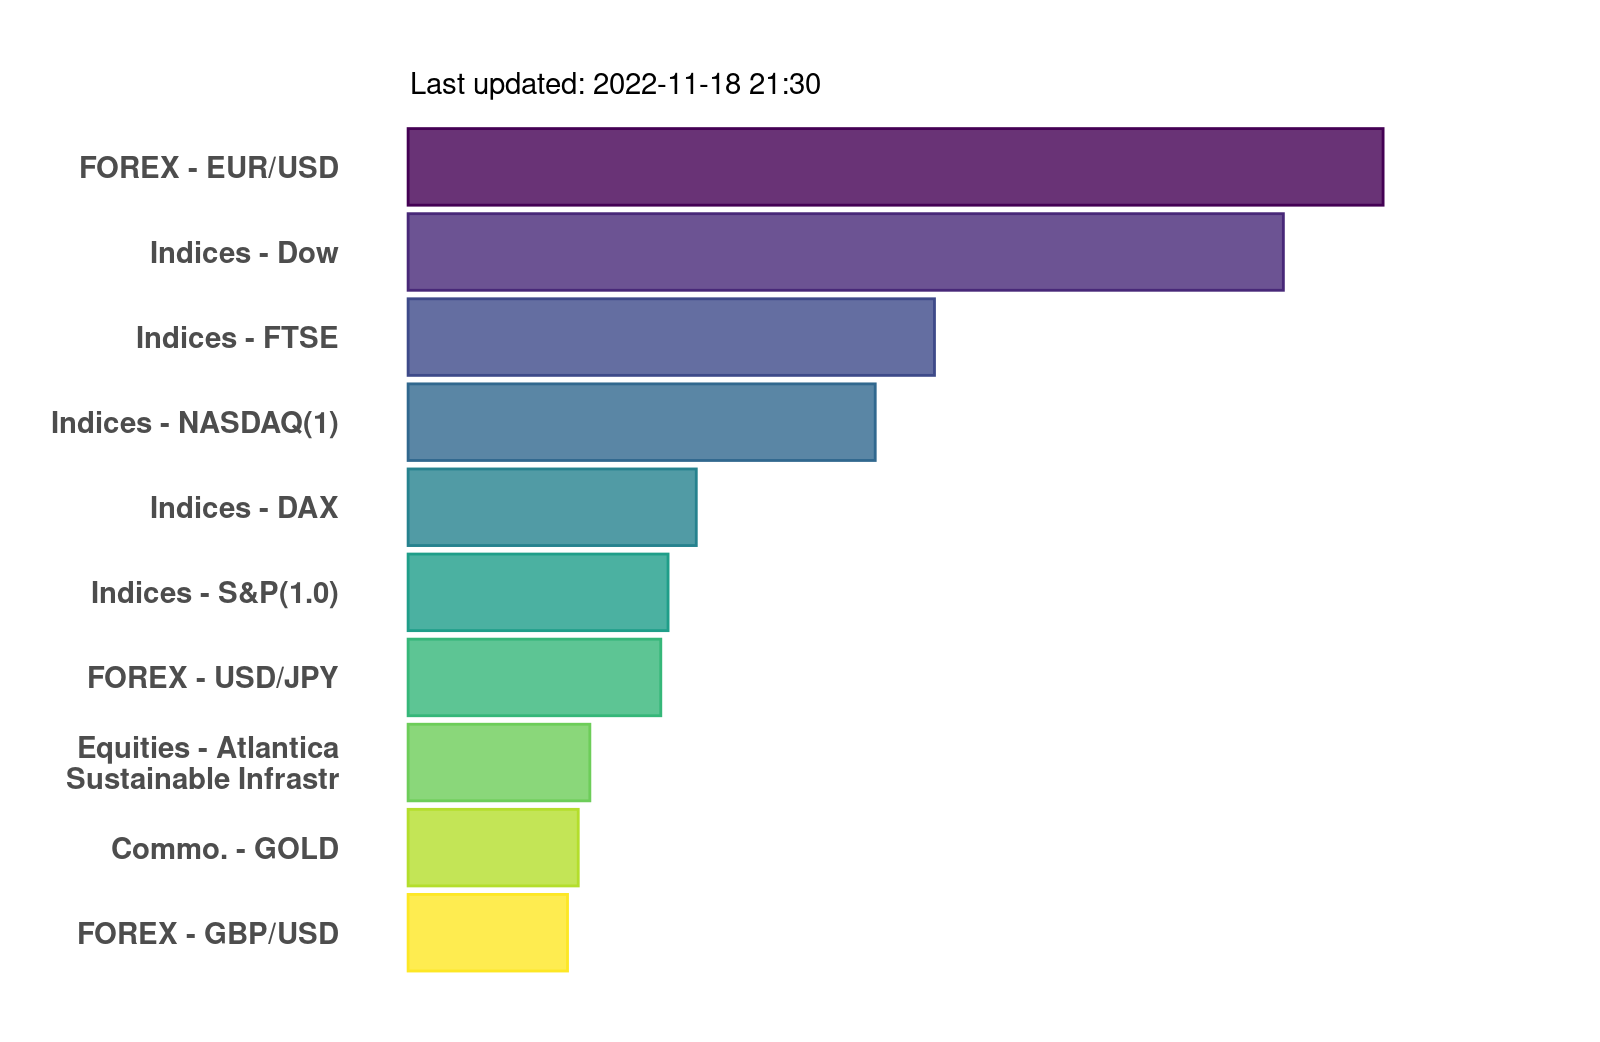 Last updated: 2022-11-18 21:30
FOREX - EUR/USD
Indices - Dow
Indices - FTSE
Indices - NASDAQ(1)
Indices - DAX
Indices - S&P(1.0)
FOREX - USD/JPY
Equities - Atlantica
Sustainable Infrastr
Commo. - GOLD
FOREX - GBP/USD